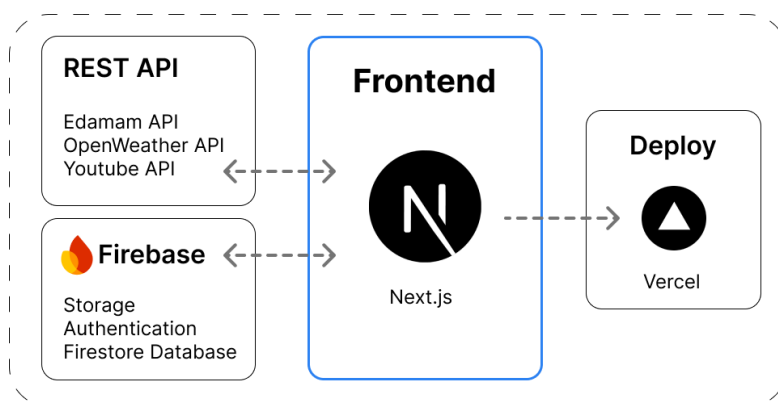 REST API
Edamam API
OpenWeather API
Youtube API
Firebase
Storage
Authentication
Firestore Database
Frontend
Next.js
Deploy
Vercel